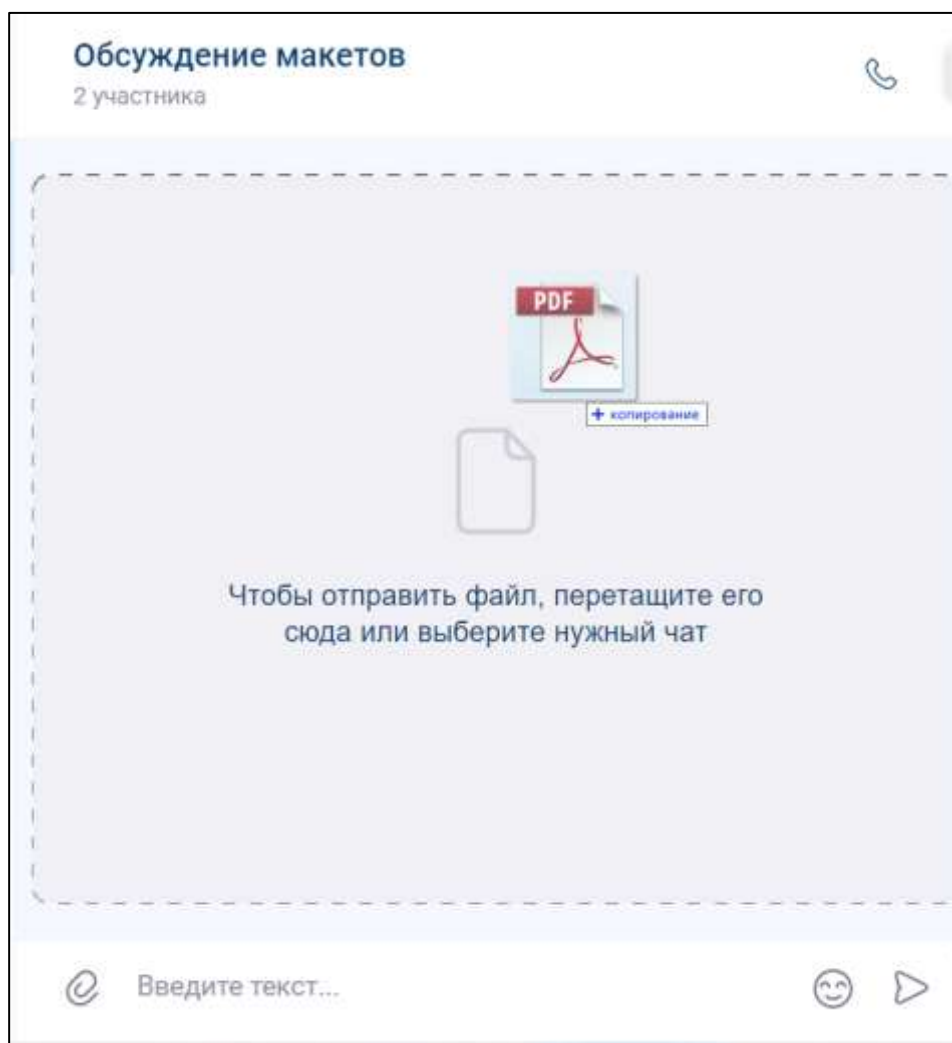 Обсуждение макетов
2 участника
PDF
+ копирование
Чтобы отправить файл, перетащите его
сюда или выберите нужный чат
Введите текст...